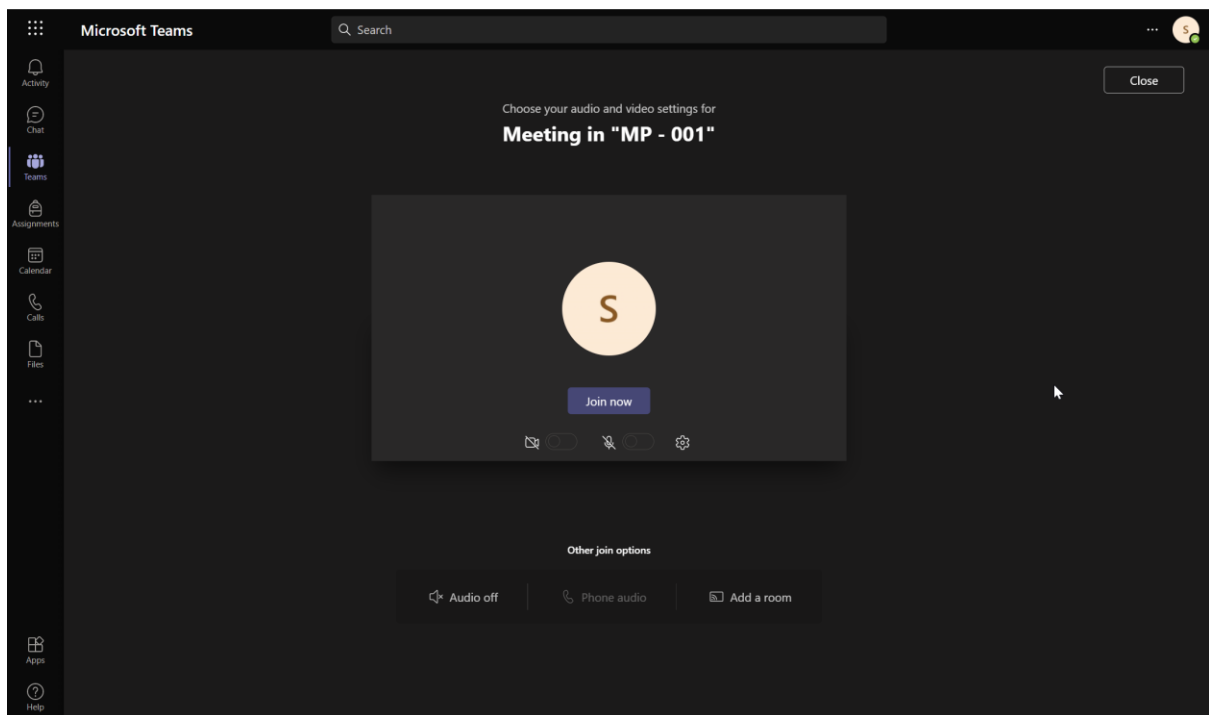 Microsoft Teams
Search
S
Activity
Chat
Teams
Assignments
Calendar
Calls
Files
Apps
Help
Close
Choose your audio and video settings for
Meeting in "MP - 001"
S
Join now
Other join options
Audio off
Phone audio
Add a room